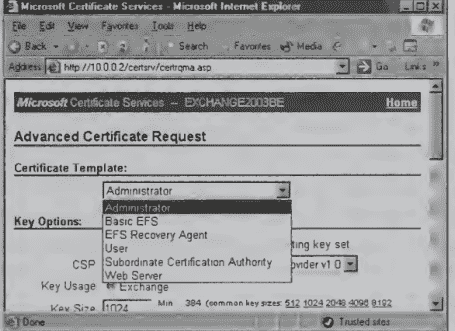 Microsoft Certificate Services - Microsoft Internet Explorer
File Edit View Favorites Tools Help
Back Search Favorites Media
Address http://10.0.0.2/certsrv/certrqma.asp Go Links »
Microsoft Certificate Services -- EXCHANGE2003BE Home
Advanced Certificate Request
Certificate Template:
Administrator
Administrator
Basic EFS
EFS Recovery Agent
User
Subordinate Certification Authority
Web Server
Key Options:
ting key set
CSP
vider v1.0
Key Usage Exchange
Key Size 1024 Min 384 (common key sizes: 512 1024 2048 4096 8192
Done Trusted sites